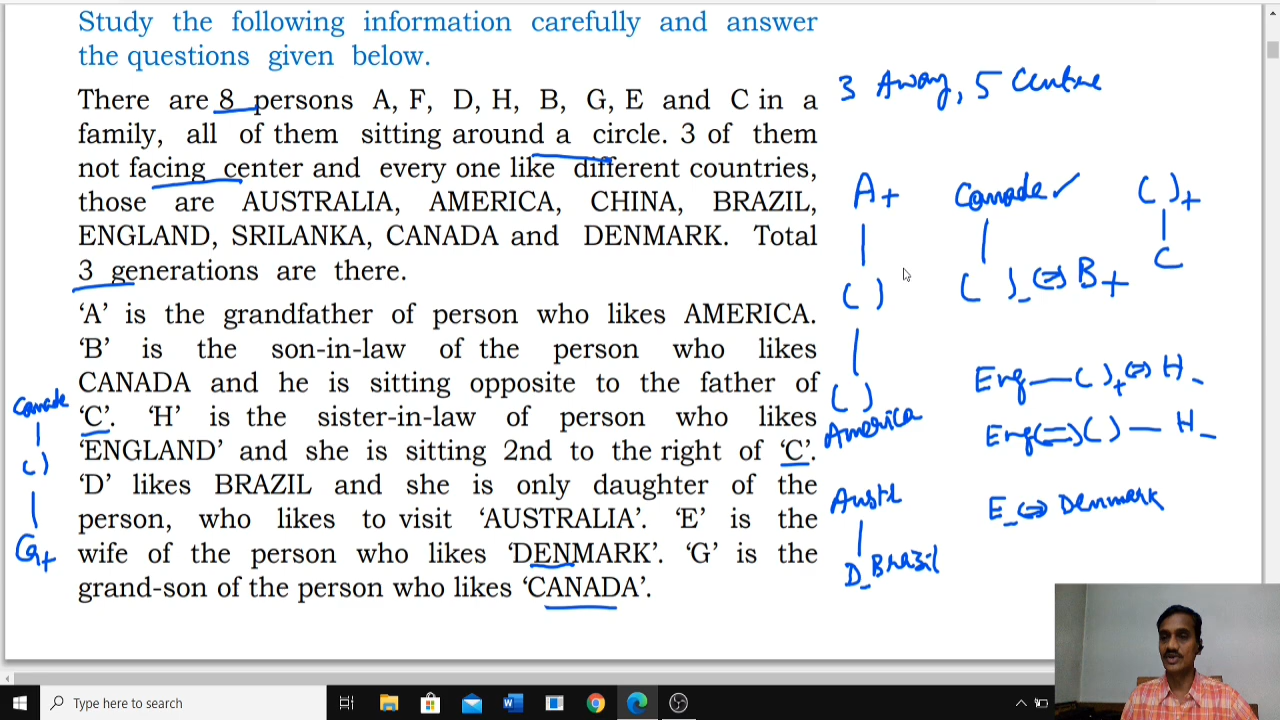 Study the following information carefully and answer
the questions given below.
There are 8 persons A, F, D, H, B, G, E and C in a
family, all of them sitting around a circle. 3 of them
not facing center and every one like different countries,
those are AUSTRALIA, AMERICA, CHINA, BRAZIL,
ENGLAND, SRILANKA, CANADA and DENMARK. Total
3 generations are there.
'A' is the grandfather of person who likes AMERICA.
'B' is the son-in-law of the person who likes
CANADA and he is sitting opposite to the father of
'C'. 'H' is the sister-in-law of person who likes
'ENGLAND' and she is sitting 2nd to the right of 'C'.
'D' likes BRAZIL and she is only daughter of the
person, who likes to visit 'AUSTRALIA'. 'E' is the
wife of the person who likes 'DENMARK'. 'G' is the
grand-son of the person who likes 'CANADA'.
Canade
|
( )
|
G+
3 Away, 5 Centre
A+ Canade ✓ ( )+
| | |
( ) ( )- ⇔ B+ C
|
( )
America
Eng — ( )+ ⇔ H-
Eng (⇔) ( ) — H-
Austl
|
D- Brazil
E- ⇔ Denmark
Type here to search